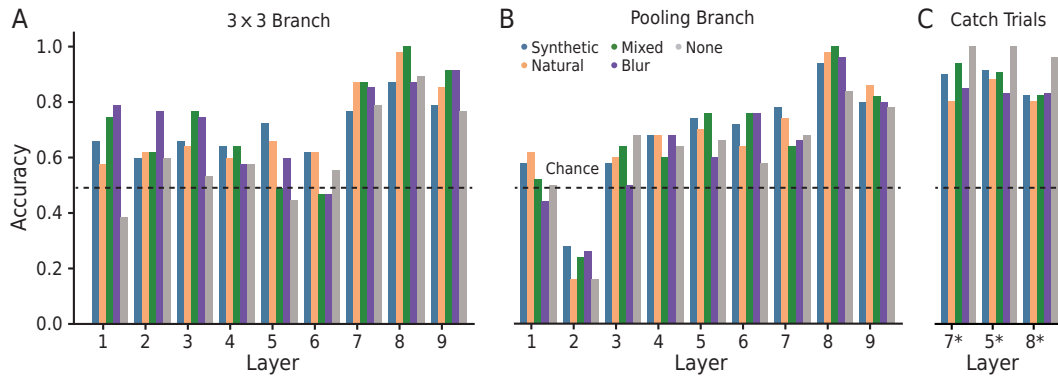 A
3 × 3 Branch
Accuracy
1.0
0.8
0.6
0.4
0.2
0.0
1 2 3 4 5 6 7 8 9
Layer
B
Pooling Branch
Synthetic Mixed None
Natural Blur
Chance
1 2 3 4 5 6 7 8 9
Layer
C
Catch Trials
7* 5* 8*
Layer